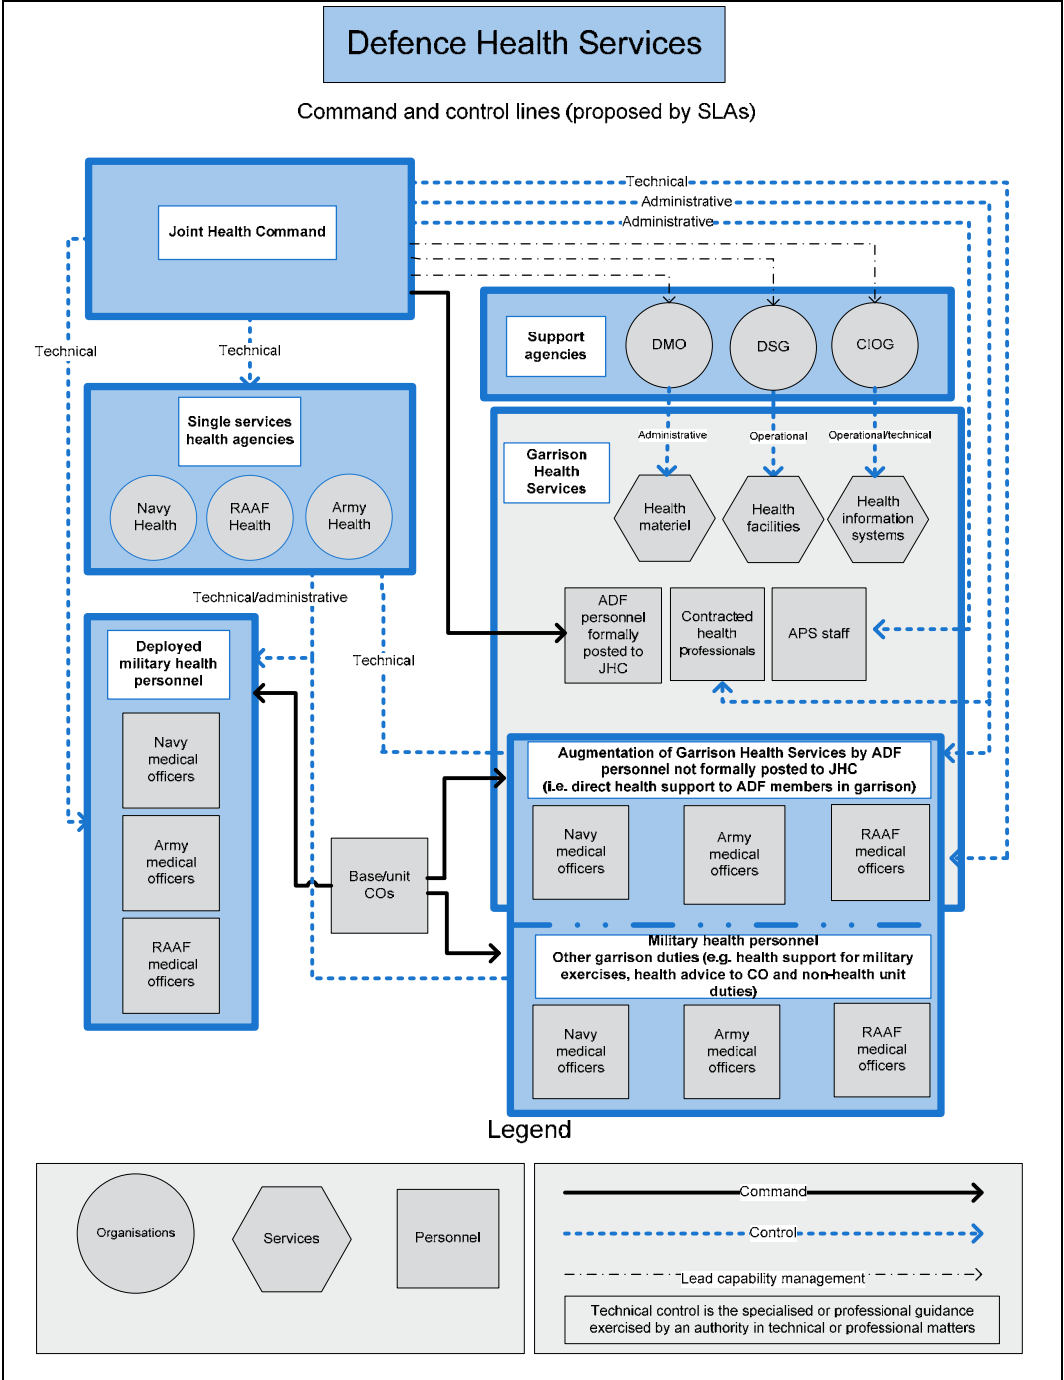 Defence Health Services
Command and control lines (proposed by SLAs)
Technical
Administrative
Administrative
Joint Health Command
Technical
Technical
Support
agencies
DMO
DSG
CIOG
Single services
health agencies
Navy
Health
RAAF
Health
Army
Health
Administrative
Operational
Operational/technical
Garrison
Health
Services
Health
materiel
Health
facilities
Health
information
systems
Technical/administrative
Technical
ADF
personnel
formally
posted to
JHC
Contracted
health
professionals
APS staff
Deployed
military health
personnel
Navy
medical
officers
Army
medical
officers
RAAF
medical
officers
Base/unit
COs
Augmentation of Garrison Health Services by ADF
personnel not formally posted to JHC
(i.e. direct health support to ADF members in garrison)
Navy
medical
officers
Army
medical
officers
RAAF
medical
officers
Military health personnel
Other garrison duties (e.g. health support for military
exercises, health advice to CO and non-health unit
duties)
Navy
medical
officers
Army
medical
officers
RAAF
medical
officers
Legend
Organisations
Services
Personnel
Command
Control
Lead capability management
Technical control is the specialised or professional guidance
exercised by an authority in technical or professional matters